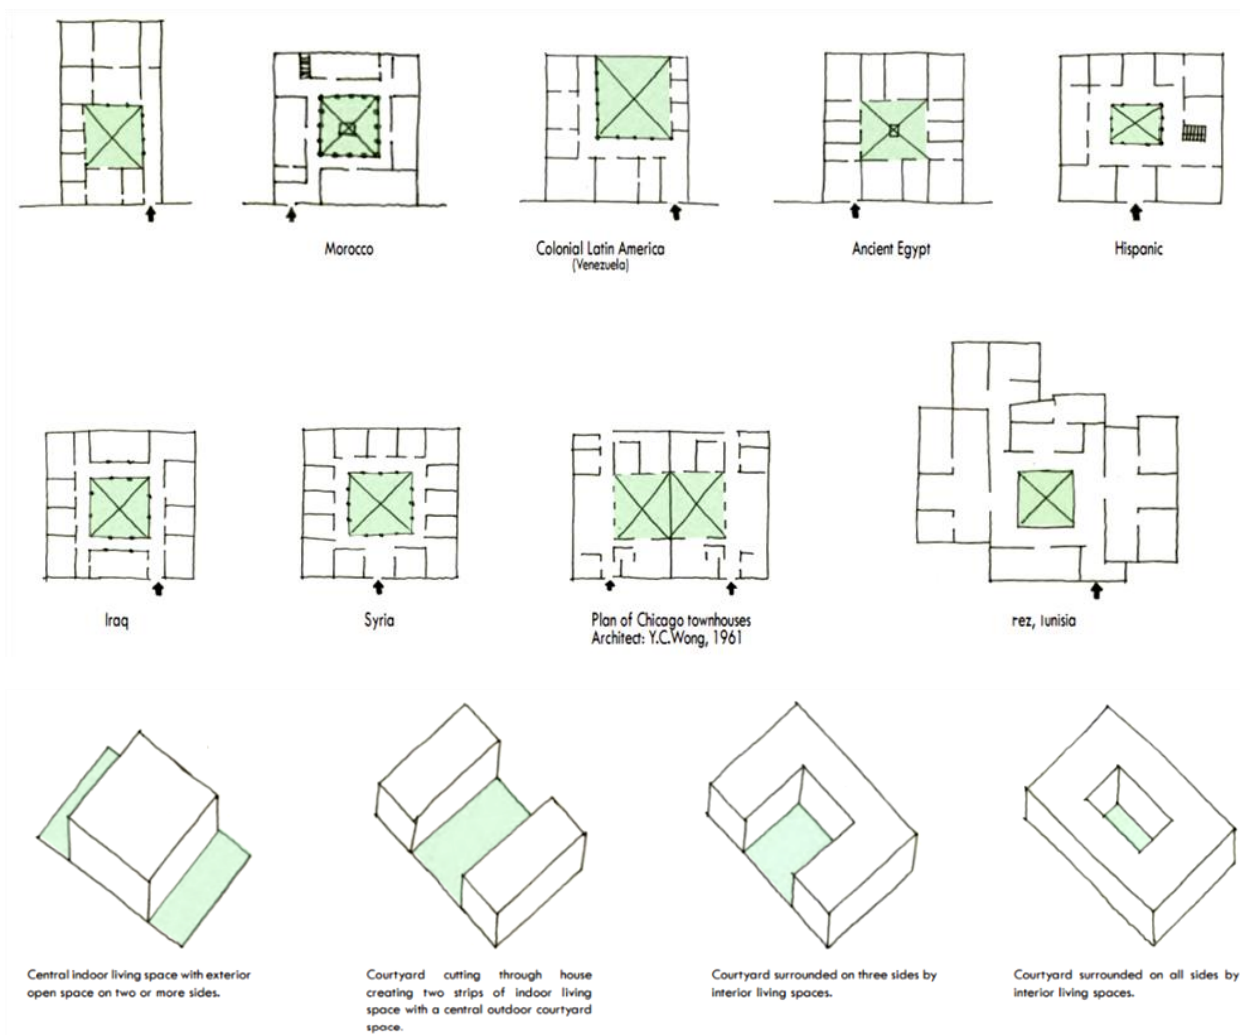 Morocco
Colonial Latin America
(Venezuela)
Ancient Egypt
Hispanic
Iraq
Syria
Plan of Chicago townhouses
Architect: Y.C.Wong, 1961
rez, Tunisia
Central indoor living space with exterior
open space on two or more sides.
Courtyard cutting through house
creating two strips of indoor living
space with a central outdoor courtyard
space.
Courtyard surrounded on three sides by
interior living spaces.
Courtyard surrounded on all sides by
interior living spaces.